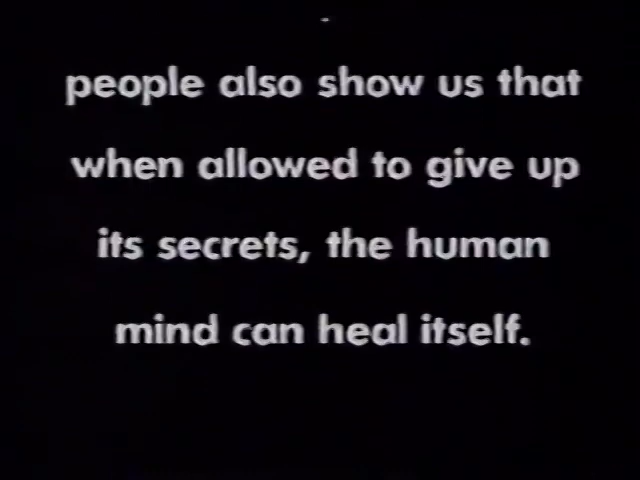 people also show us that
when allowed to give up
its secrets, the human
mind can heal itself.